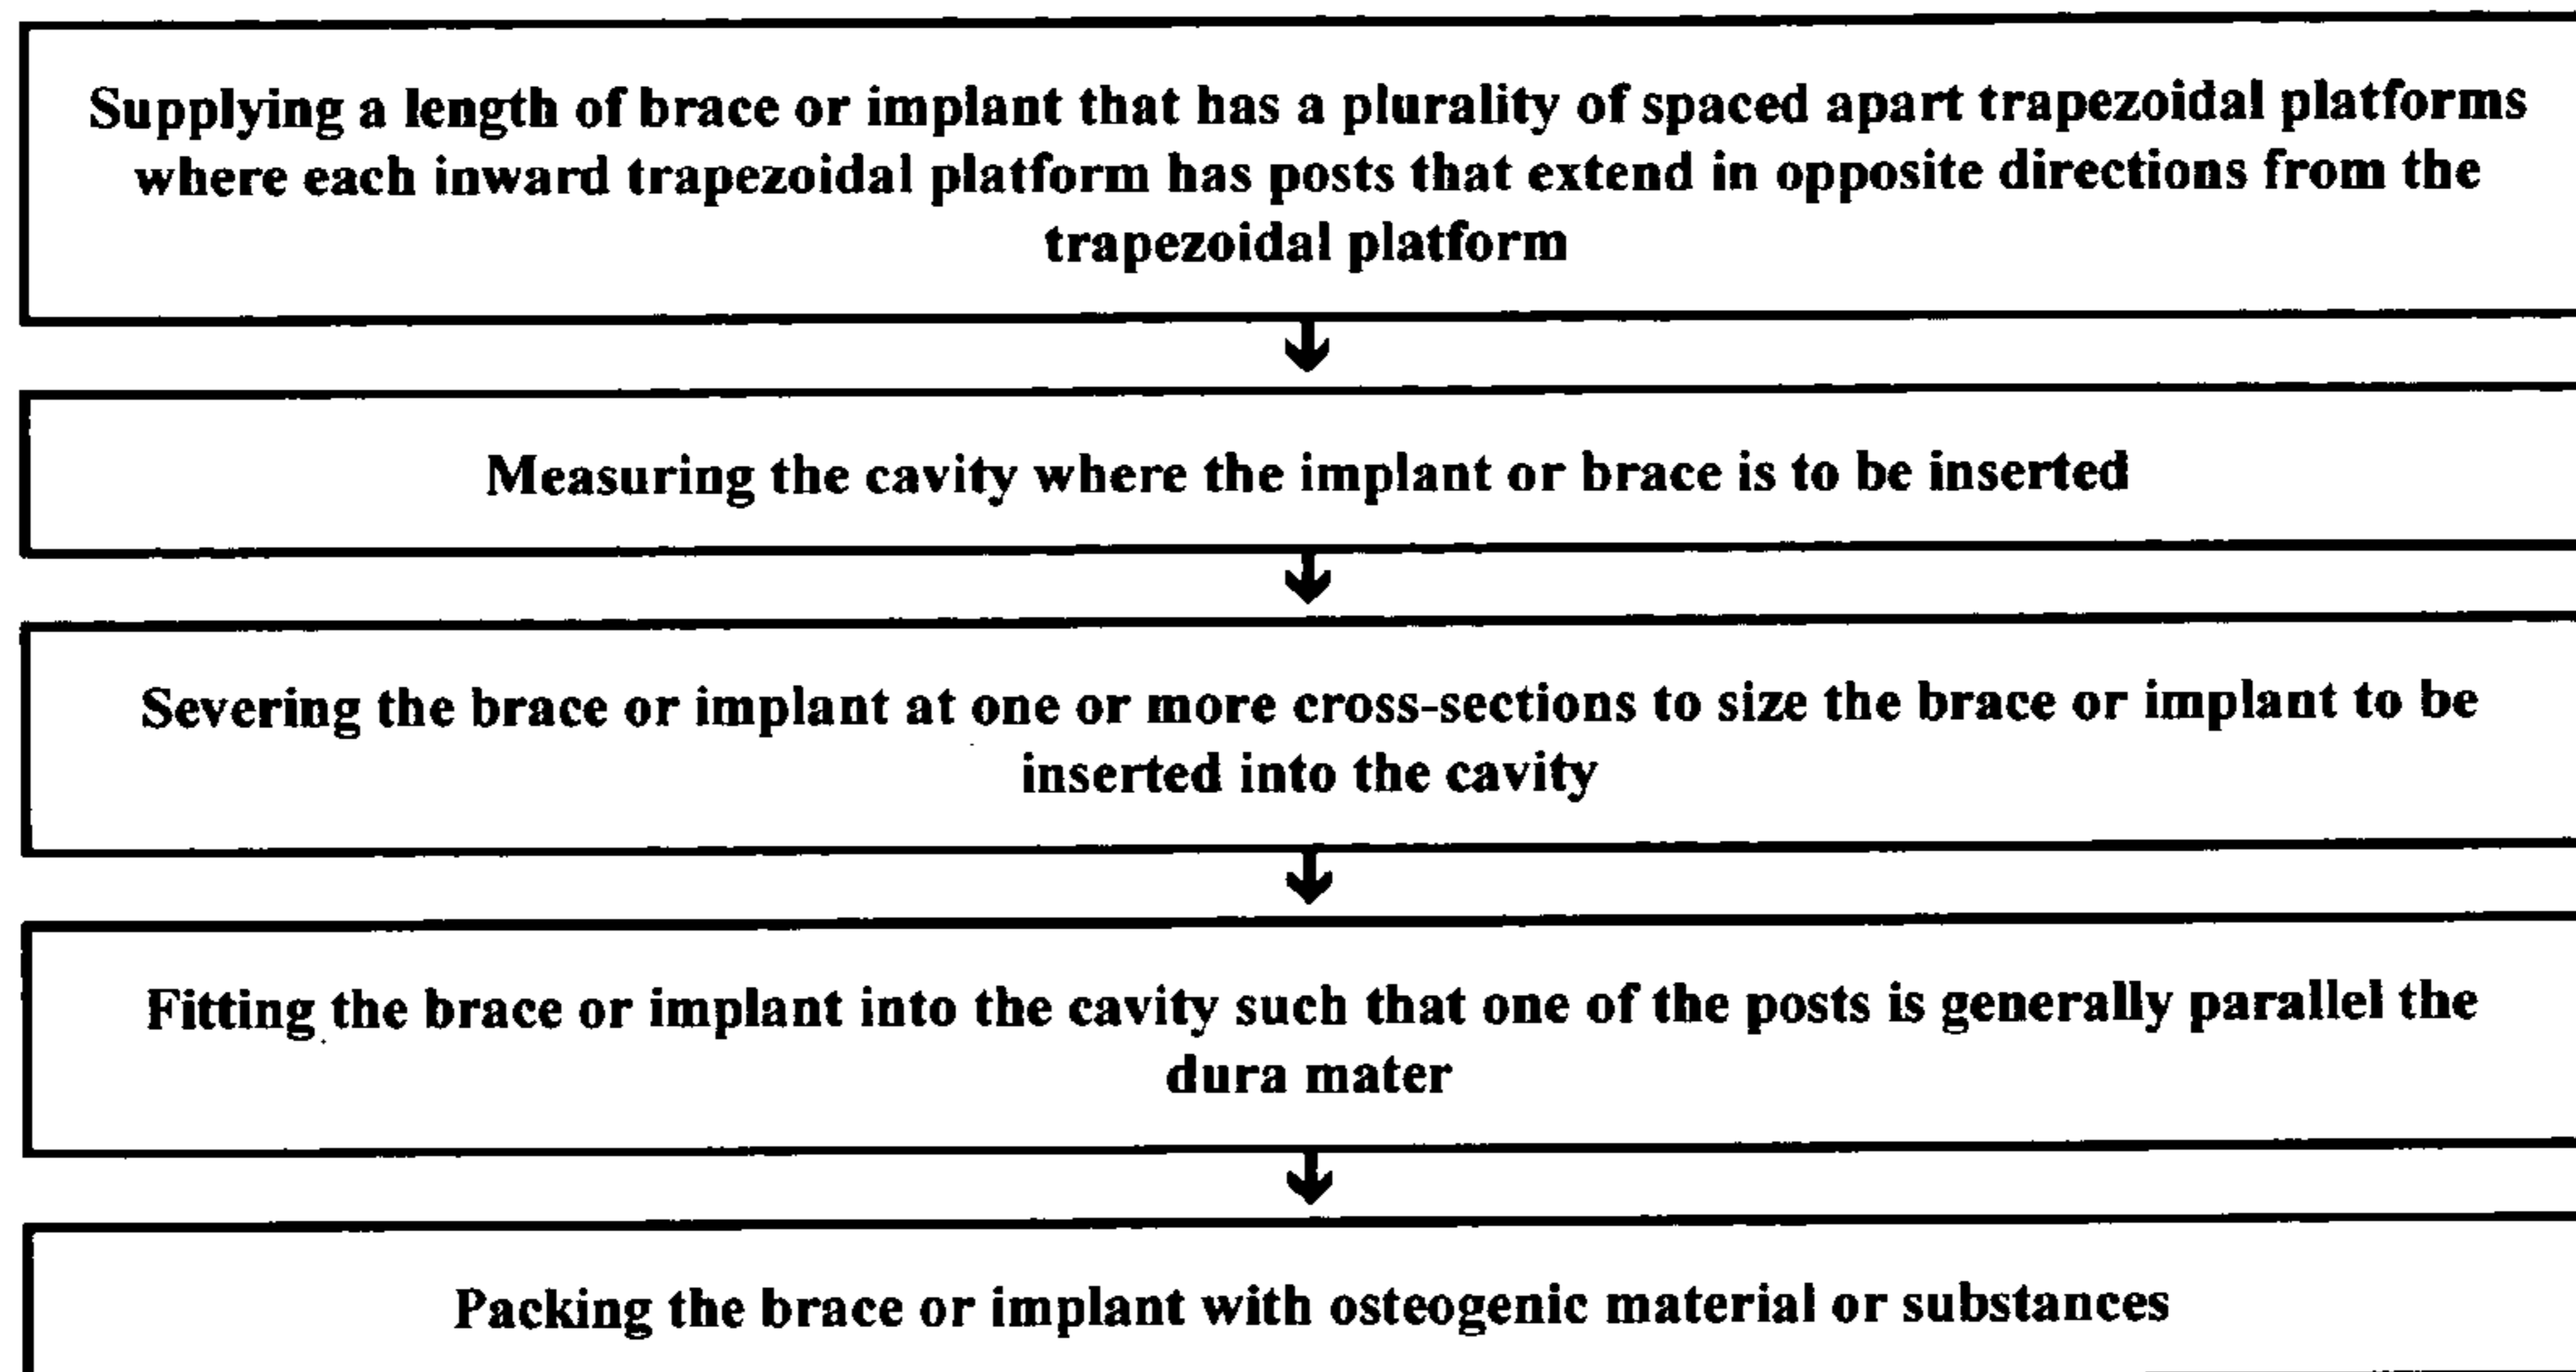 Supplying a length of brace or implant that has a plurality of spaced apart trapezoidal platforms
where each inward trapezoidal platform has posts that extend in opposite directions from the
trapezoidal platform
Measuring the cavity where the implant or brace is to be inserted
Severing the brace or implant at one or more cross-sections to size the brace or implant to be
inserted into the cavity
Fitting the brace or implant into the cavity such that one of the posts is generally parallel the
dura mater
Packing the brace or implant with osteogenic material or substances